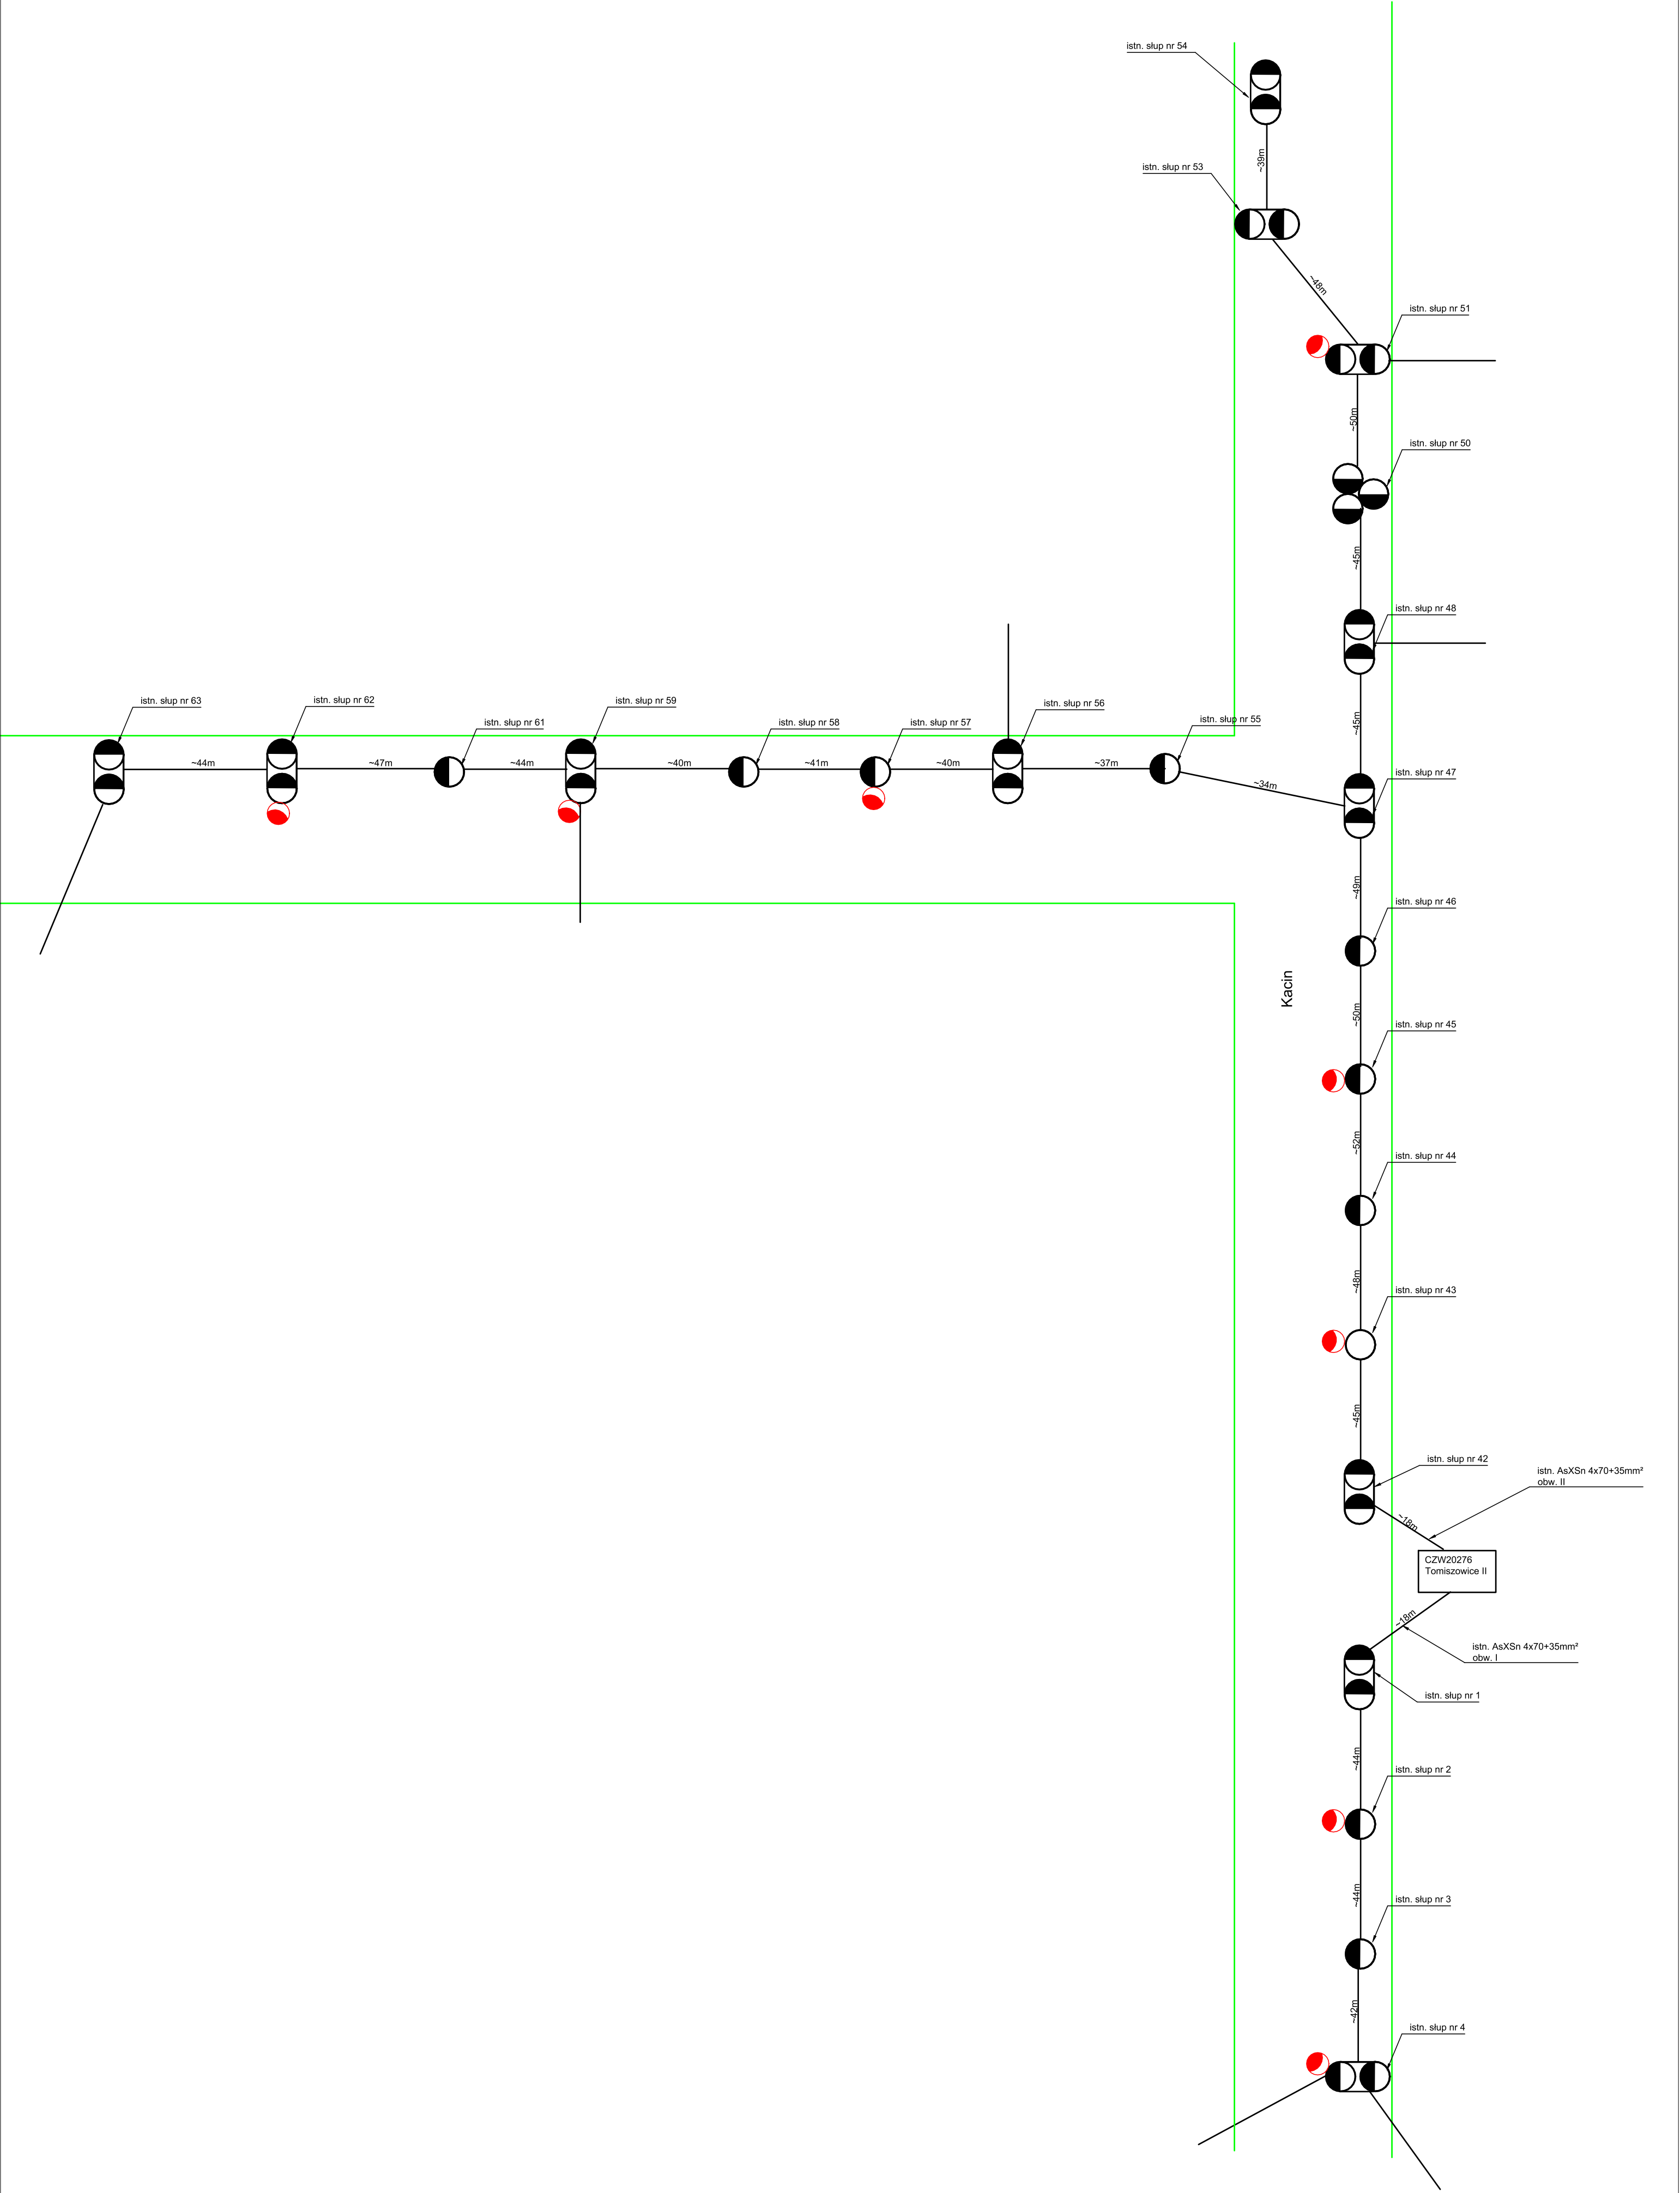 istn. słup nr 54
~39m
istn. słup nr 53
~48m
istn. słup nr 51
~50m
istn. słup nr 50
~45m
istn. słup nr 48
~45m
istn. słup nr 63
~44m
istn. słup nr 62
~47m
istn. słup nr 61
~44m
istn. słup nr 59
~40m
istn. słup nr 58
~41m
istn. słup nr 57
~40m
istn. słup nr 56
~37m
istn. słup nr 55
~34m
istn. słup nr 47
~49m
istn. słup nr 46
Kacin
~50m
istn. słup nr 45
~52m
istn. słup nr 44
~48m
istn. słup nr 43
~45m
istn. słup nr 42
istn. AsXSn 4x70+35mm²
obw. II
~18m
CZW20276
Tomiszowice II
~18m
istn. AsXSn 4x70+35mm²
obw. I
istn. słup nr 1
~44m
istn. słup nr 2
~44m
istn. słup nr 3
~42m
istn. słup nr 4